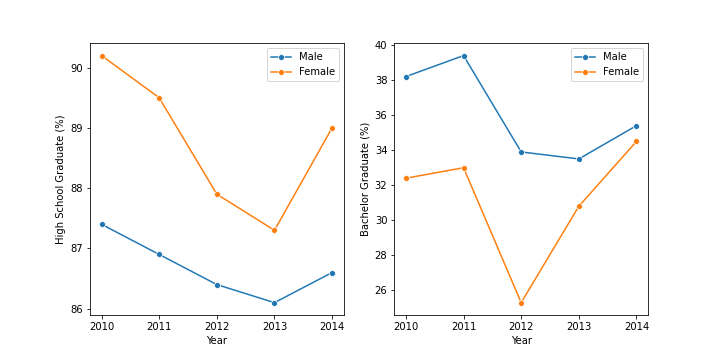 Male
Female
High School Graduate (%)
90
89
88
87
86
2010 2011 2012 2013 2014
Year
Male
Female
Bachelor Graduate (%)
40
38
36
34
32
30
28
26
2010 2011 2012 2013 2014
Year